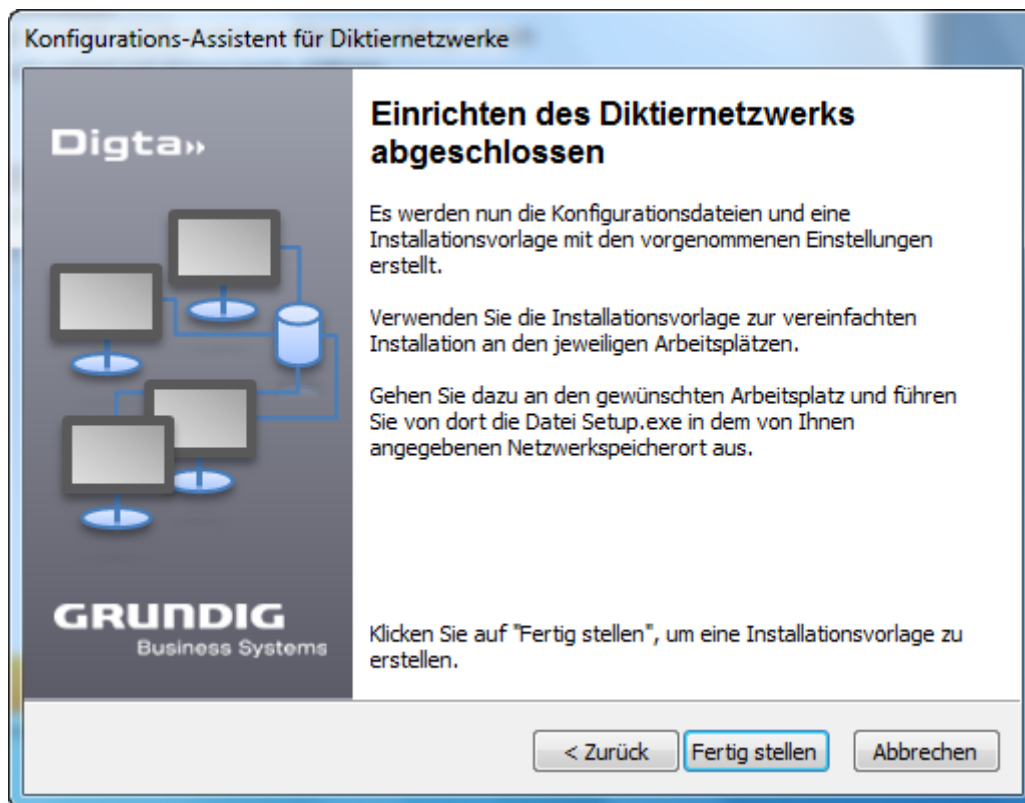 Konfigurations-Assistent für Diktiernetzwerke
Digta»
GRUNDIG
Business Systems
Einrichten des Diktiernetzwerks
abgeschlossen
Es werden nun die Konfigurationsdateien und eine
Installationsvorlage mit den vorgenommenen Einstellungen
erstellt.
Verwenden Sie die Installationsvorlage zur vereinfachten
Installation an den jeweiligen Arbeitsplätzen.
Gehen Sie dazu an den gewünschten Arbeitsplatz und führen
Sie von dort die Datei Setup.exe in dem von Ihnen
angegebenen Netzwerkspeicherort aus.
Klicken Sie auf "Fertig stellen", um eine Installationsvorlage zu
erstellen.
< Zurück Fertig stellen Abbrechen